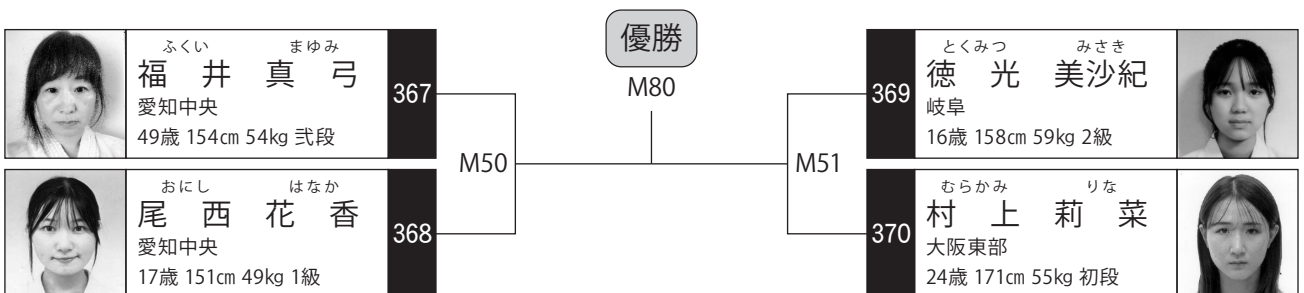 優勝
M80
ふくい まゆみ
福井 真弓
愛知中央
49歳 154cm 54kg 弐段
367
おにし はなか
尾西 花香
愛知中央
17歳 151cm 49kg 1級
368
M50
M51
とくみつ みさき
徳光 美沙紀
岐阜
16歳 158cm 59kg 2級
369
むらかみ りな
村上 莉菜
大阪東部
24歳 171cm 55kg 初段
370